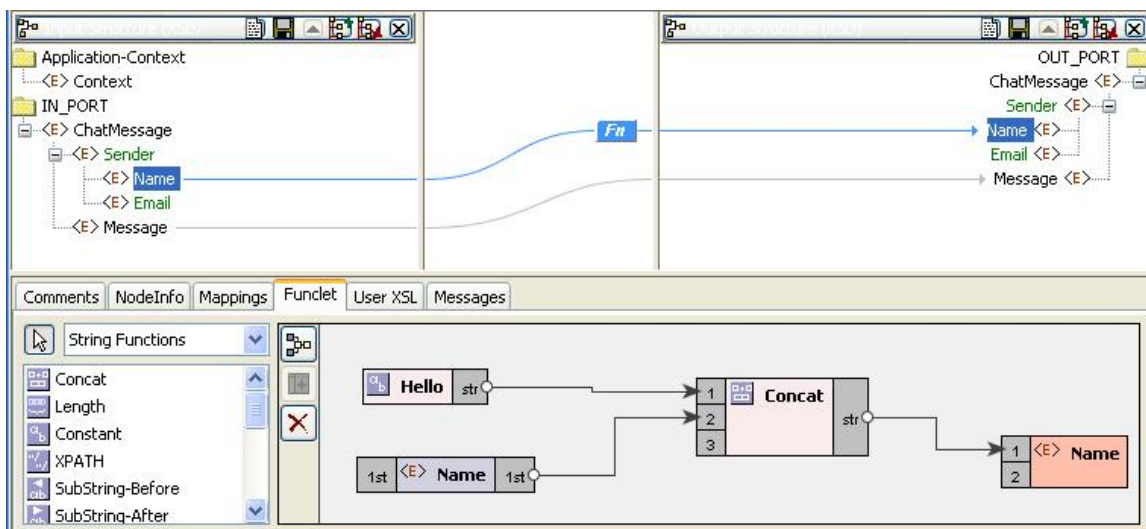 Application-Context
<E> Context
IN_PORT
<E> ChatMessage
<E> Sender
<E> Name
<E> Email
<E> Message
Fn
OUT_PORT
ChatMessage <E>
Sender <E>
Name <E>
Email <E>
Message <E>
Comments NodeInfo Mappings Funclet User XSL Messages
String Functions
Concat
Length
Constant
XPATH
SubString-Before
SubString-After
Hello str
1st <E> Name 1st
1 Concat
2 str
3
1 <E> Name
2